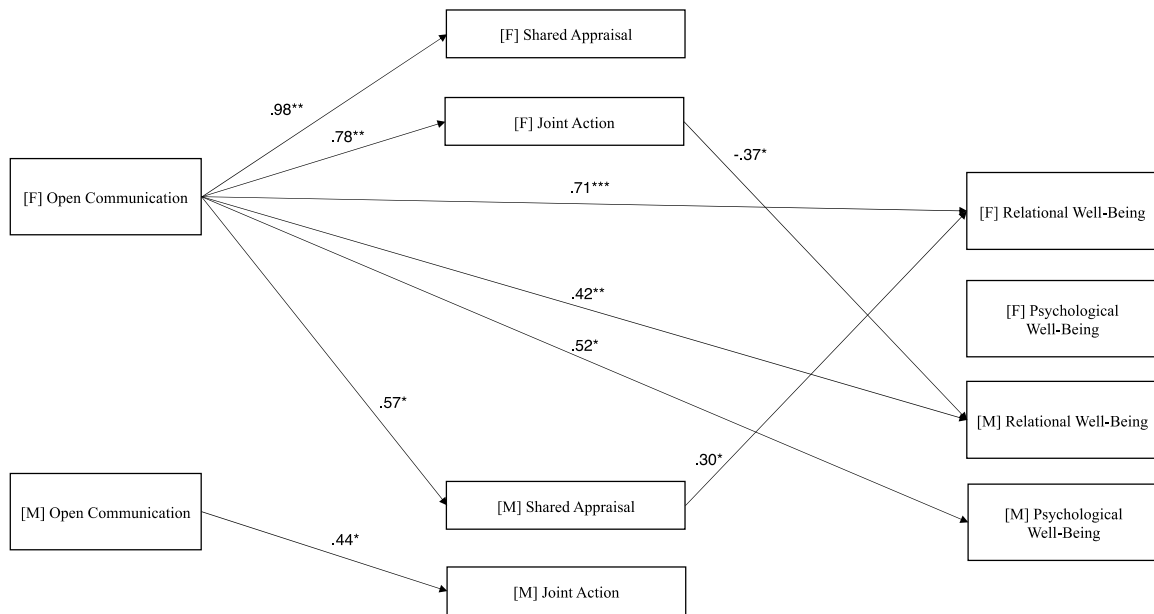 [F] Shared Appraisal
.98**
[F] Joint Action
.78**
-.37*
[F] Open Communication
.71***
[F] Relational Well-Being
.42**
[F] Psychological
Well-Being
.52*
.57*
[M] Relational Well-Being
.30*
[M] Open Communication
[M] Shared Appraisal
[M] Psychological
Well-Being
.44*
[M] Joint Action